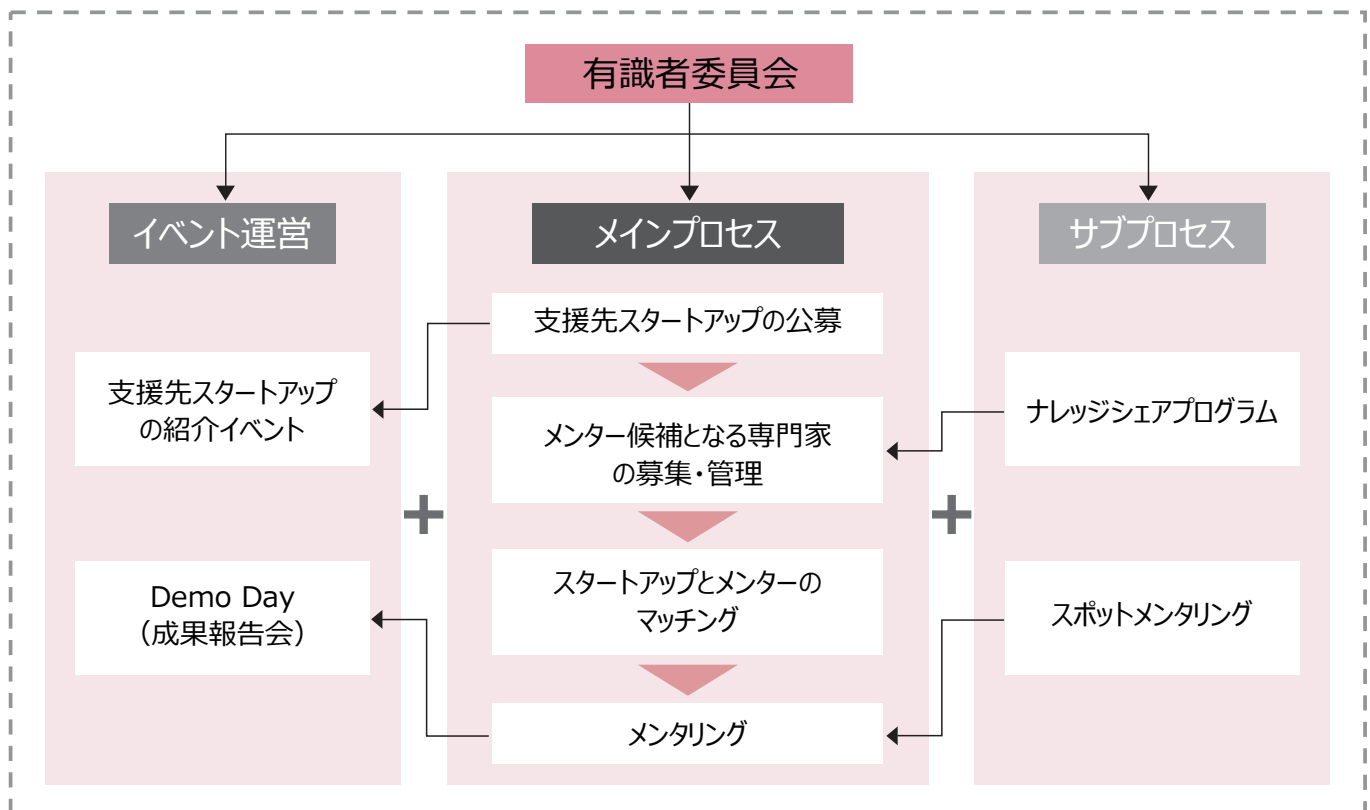 有識者委員会
イベント運営
支援先スタートアップ
の紹介イベント
Demo Day
（成果報告会）
+
メインプロセス
支援先スタートアップの公募
メンター候補となる専門家
の募集・管理
スタートアップとメンターの
マッチング
メンタリング
+
サブプロセス
ナレッジシェアプログラム
スポットメンタリング